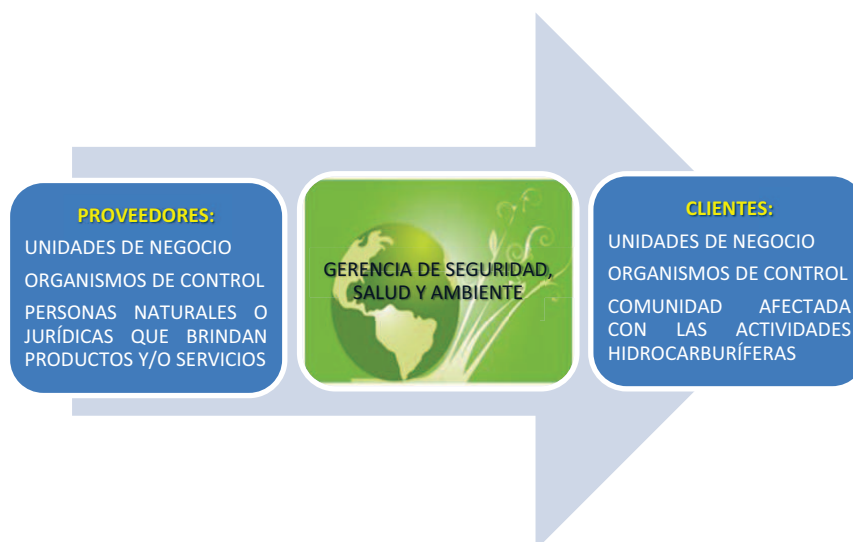 PROVEEDORES:
UNIDADES DE NEGOCIO
ORGANISMOS DE CONTROL
PERSONAS NATURALES O
JURÍDICAS QUE BRINDAN
PRODUCTOS Y/O SERVICIOS
GERENCIA DE SEGURIDAD,
SALUD Y AMBIENTE
CLIENTES:
UNIDADES DE NEGOCIO
ORGANISMOS DE CONTROL
COMUNIDAD AFECTADA
CON LAS ACTIVIDADES
HIDROCARBURÍFERAS